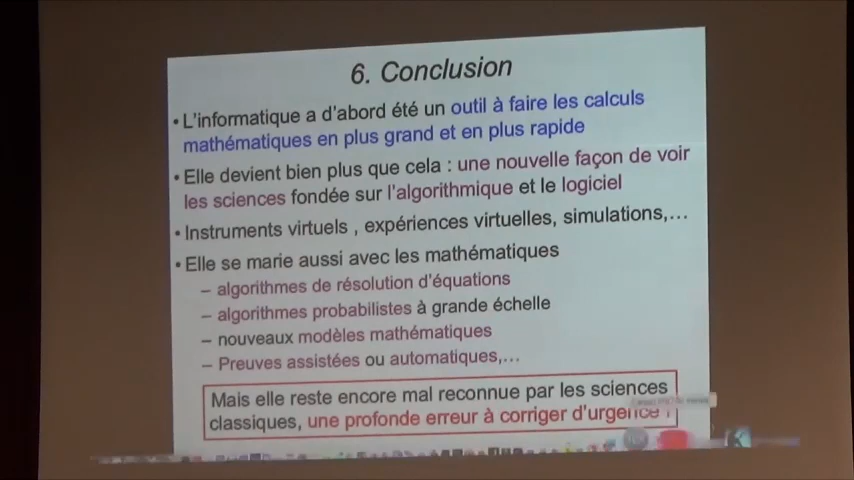 6. Conclusion
• L'informatique a d'abord été un outil à faire les calculs
mathématiques en plus grand et en plus rapide
• Elle devient bien plus que cela : une nouvelle façon de voir
les sciences fondée sur l'algorithmique et le logiciel
• Instruments virtuels , expériences virtuelles, simulations,...
• Elle se marie aussi avec les mathématiques
– algorithmes de résolution d'équations
– algorithmes probabilistes à grande échelle
– nouveaux modèles mathématiques
– Preuves assistées ou automatiques,...
Mais elle reste encore mal reconnue par les sciences
classiques, une profonde erreur à corriger d'urgence !